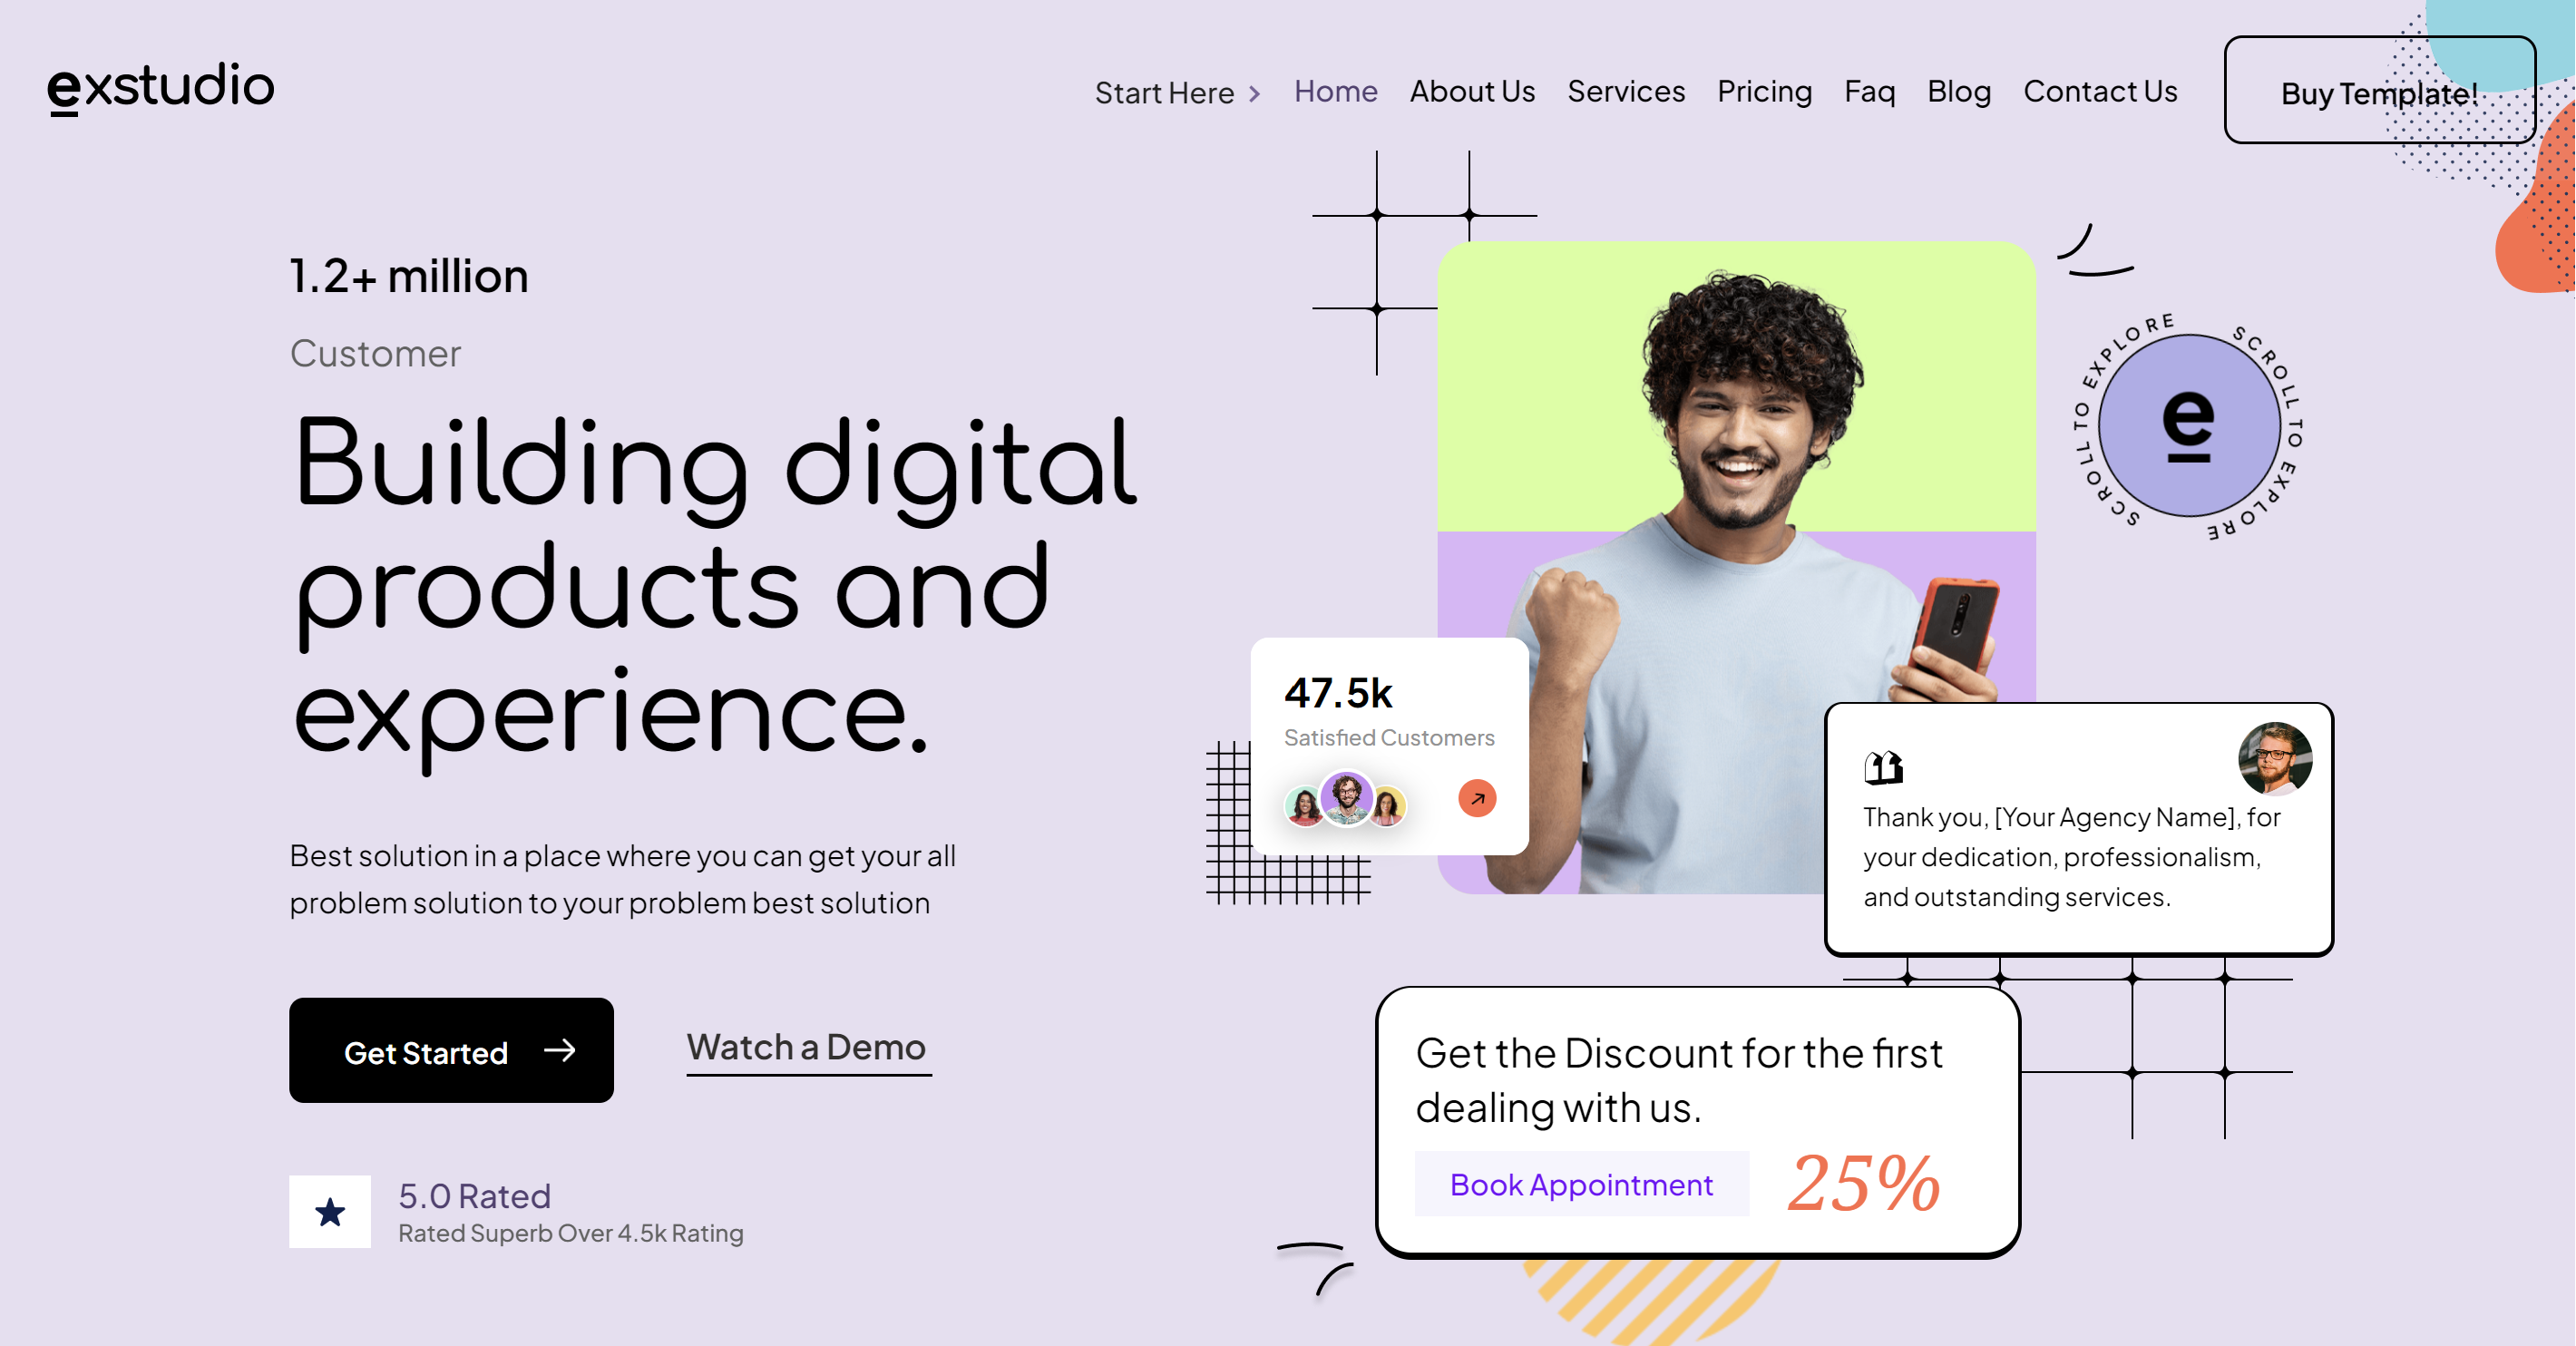 exstudio
Start Here
Home
About Us
Services
Pricing
Faq
Blog
Contact Us
Buy Template!
1.2+ million
Customer
Building digital
products and
experience.
Best solution in a place where you can get your all
problem solution to your problem best solution
Get Started
Watch a Demo
5.0 Rated
Rated Superb Over 4.5k Rating
SCROLL TO EXPLORE
SCROLL TO EXPLORE
e
47.5k
Satisfied Customers
Thank you, [Your Agency Name], for
your dedication, professionalism,
and outstanding services.
Get the Discount for the first
dealing with us.
Book Appointment
25%